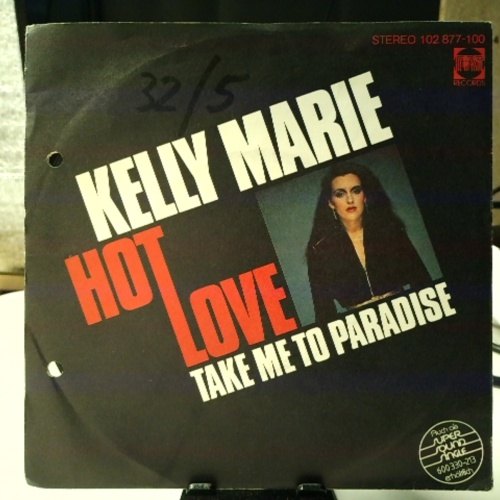 STEREO 102 877-100
RECORDS
32/5
KELLY MARIE
HOT
LOVE
TAKE ME TO PARADISE
Auch als
SUPER
SOUND
SINGLE
600 330-213
erhältlich